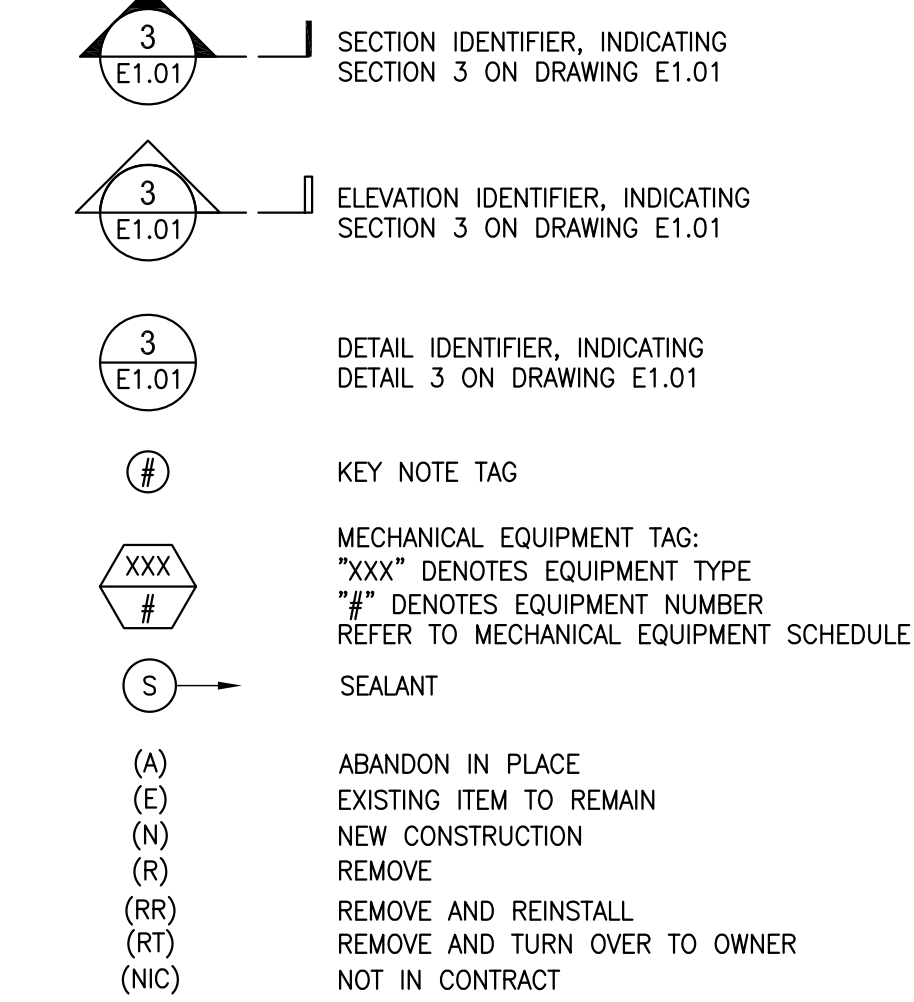 3
E1.01
SECTION IDENTIFIER, INDICATING
SECTION 3 ON DRAWING E1.01
3
E1.01
ELEVATION IDENTIFIER, INDICATING
SECTION 3 ON DRAWING E1.01
3
E1.01
DETAIL IDENTIFIER, INDICATING
DETAIL 3 ON DRAWING E1.01
# KEY NOTE TAG
XXX
#
MECHANICAL EQUIPMENT TAG:
"XXX" DENOTES EQUIPMENT TYPE
"#" DENOTES EQUIPMENT NUMBER
REFER TO MECHANICAL EQUIPMENT SCHEDULE
S SEALANT
(A) ABANDON IN PLACE
(E) EXISTING ITEM TO REMAIN
(N) NEW CONSTRUCTION
(R) REMOVE
(RR) REMOVE AND REINSTALL
(RT) REMOVE AND TURN OVER TO OWNER
(NIC) NOT IN CONTRACT